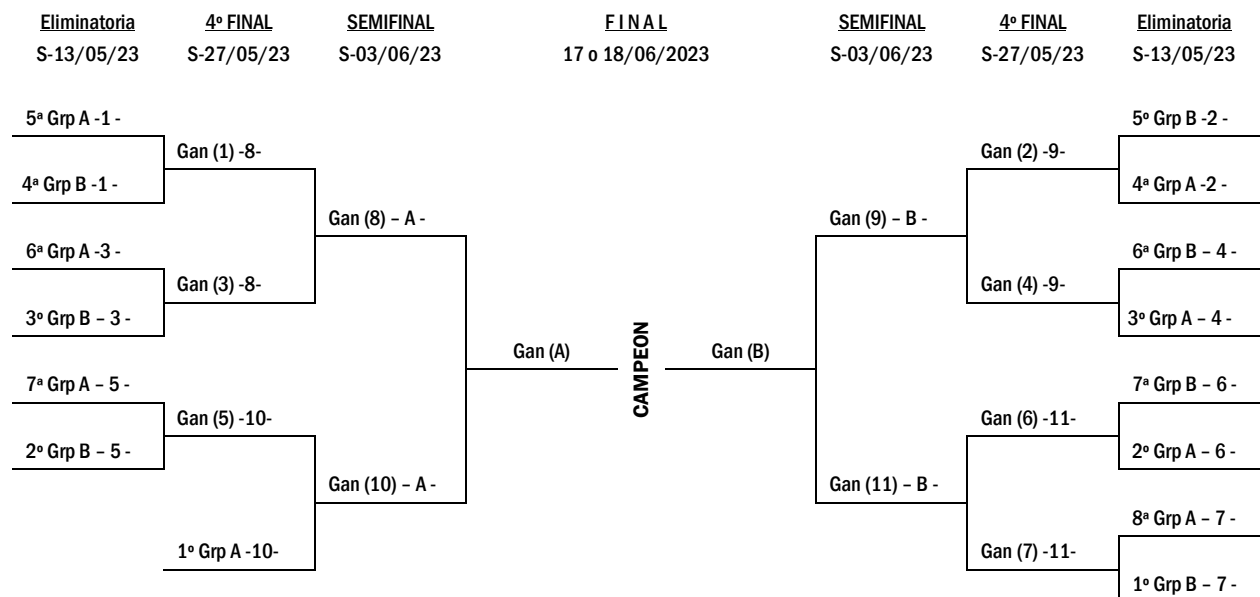 Eliminatoria 4º FINAL SEMIFINAL F I N A L SEMIFINAL 4º FINAL Eliminatoria
S-13/05/23 S-27/05/23 S-03/06/23 17 o 18/06/2023 S-03/06/23 S-27/05/23 S-13/05/23
5ª Grp A -1 - 5º Grp B -2 -
Gan (1) -8- Gan (2) -9-
4ª Grp B -1 - 4ª Grp A -2 -
Gan (8) – A - Gan (9) – B -
6ª Grp A -3 - 6ª Grp B – 4 -
Gan (3) -8- Gan (4) -9-
3º Grp B – 3 - 3º Grp A – 4 -
Gan (A) CAMPEON Gan (B)
7ª Grp A – 5 - 7ª Grp B – 6 -
Gan (5) -10- Gan (6) -11-
2º Grp B – 5 - 2º Grp A – 6 -
Gan (10) – A - Gan (11) – B -
8ª Grp A – 7 -
1º Grp A -10- Gan (7) -11-
1º Grp B – 7 -